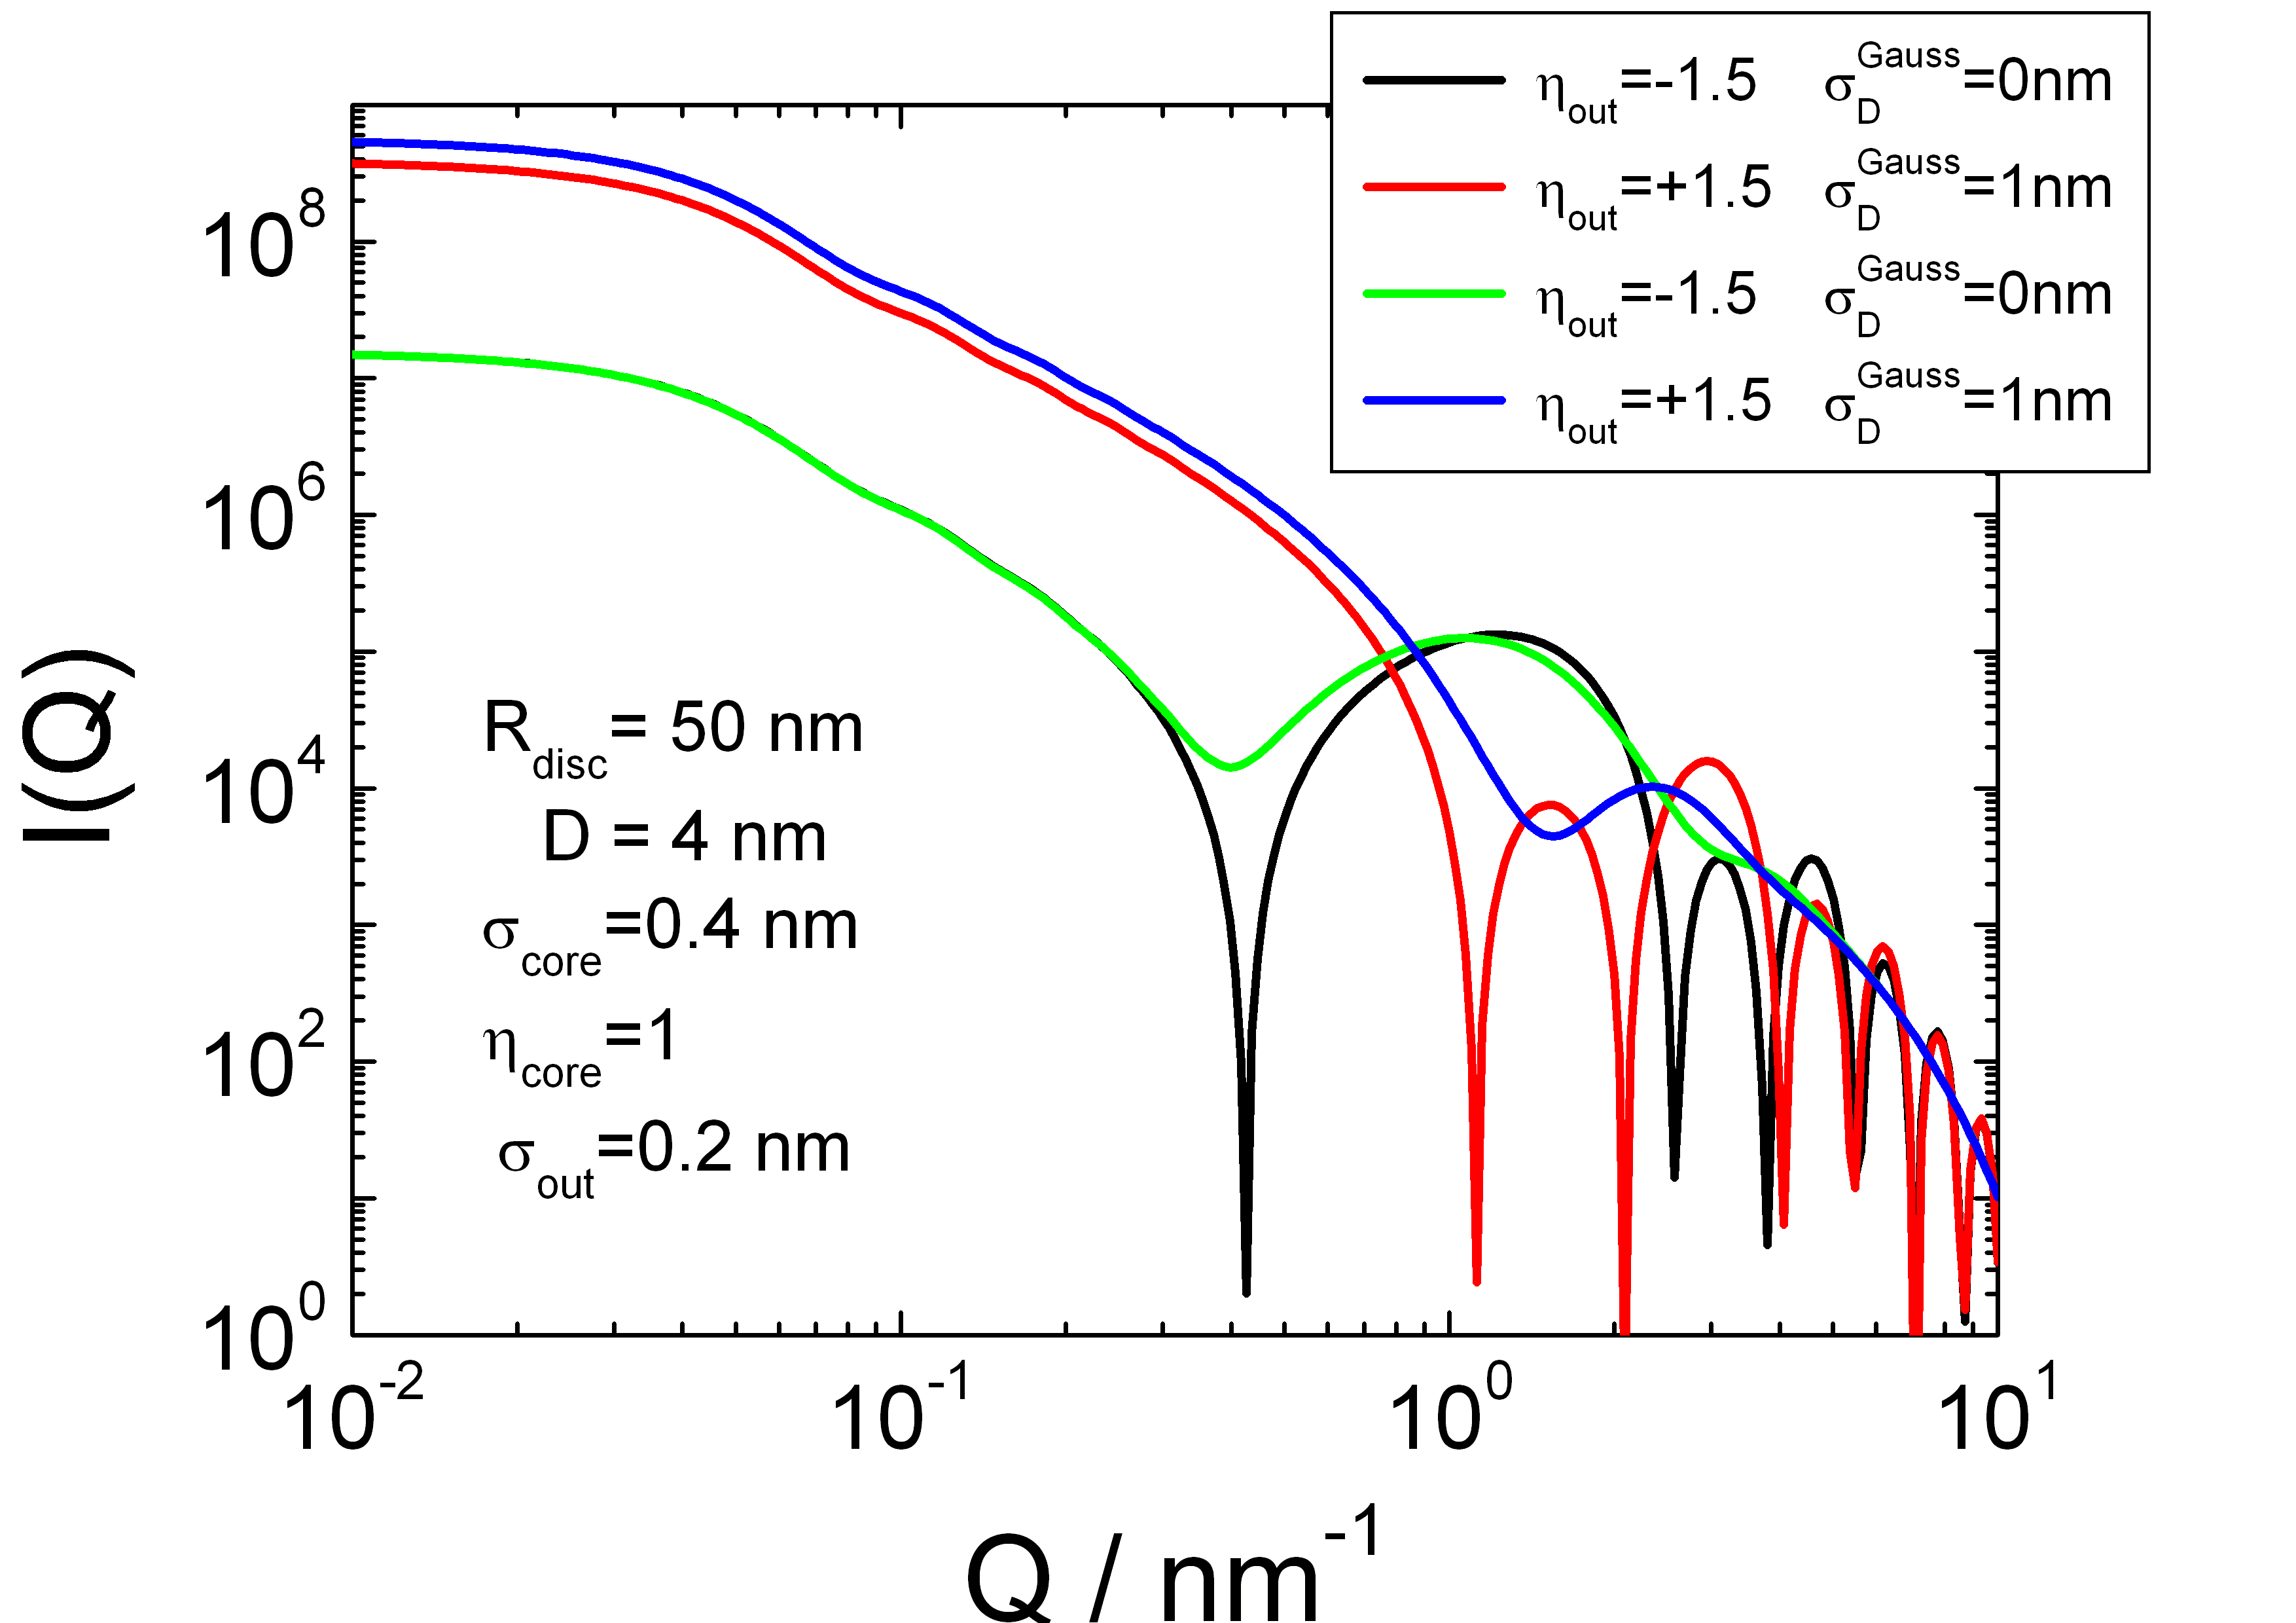 η_out=-1.5 σ_D^Gauss=0nm
η_out=+1.5 σ_D^Gauss=1nm
η_out=-1.5 σ_D^Gauss=0nm
η_out=+1.5 σ_D^Gauss=1nm
10^8
10^6
10^4
10^2
10^0
I(Q)
R_disc= 50 nm
D = 4 nm
σ_core=0.4 nm
η_core=1
σ_out=0.2 nm
10^-2 10^-1 10^0 10^1
Q / nm^-1